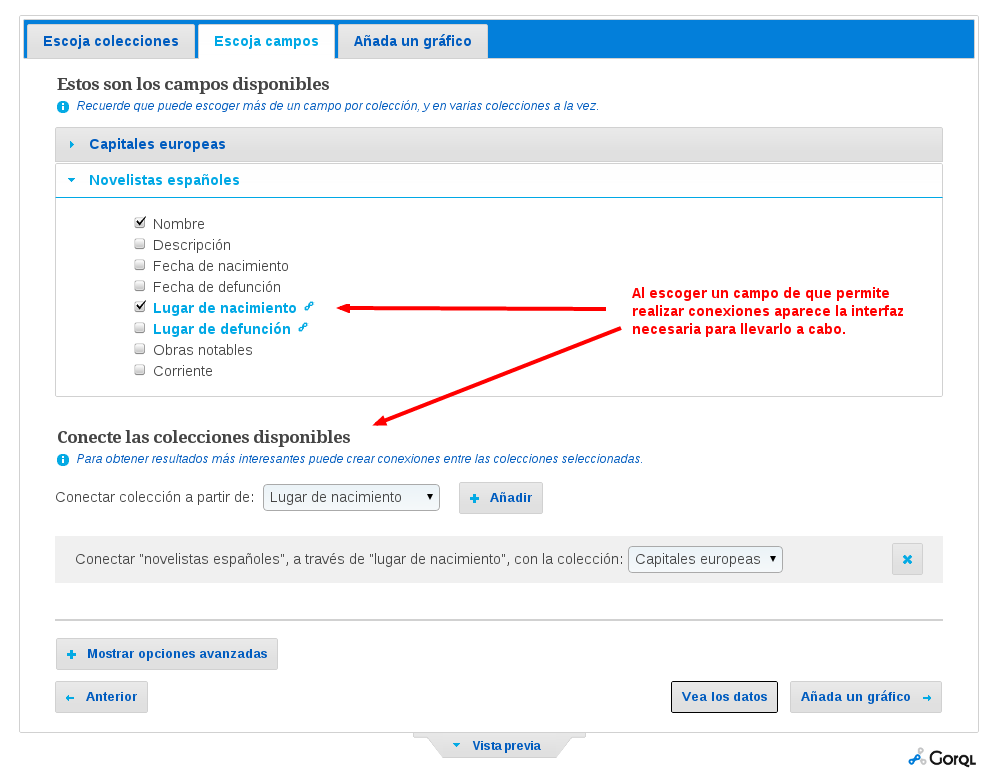 Escoja colecciones
Escoja campos
Añada un gráfico
Estos son los campos disponibles
Recuerde que puede escoger más de un campo por colección, y en varias colecciones a la vez.
Capitales europeas
Novelistas españoles
Nombre
Descripción
Fecha de nacimiento
Fecha de defunción
Lugar de nacimiento
Lugar de defunción
Obras notables
Corriente
Al escoger un campo de que permite
realizar conexiones aparece la interfaz
necesaria para llevarlo a cabo.
Conecte las colecciones disponibles
Para obtener resultados más interesantes puede crear conexiones entre las colecciones seleccionadas.
Conectar colección a partir de: Lugar de nacimiento Añadir
Conectar "novelistas españoles", a través de "lugar de nacimiento", con la colección: Capitales europeas
Mostrar opciones avanzadas
Anterior
Vea los datos
Añada un gráfico
Vista previa
GorQL